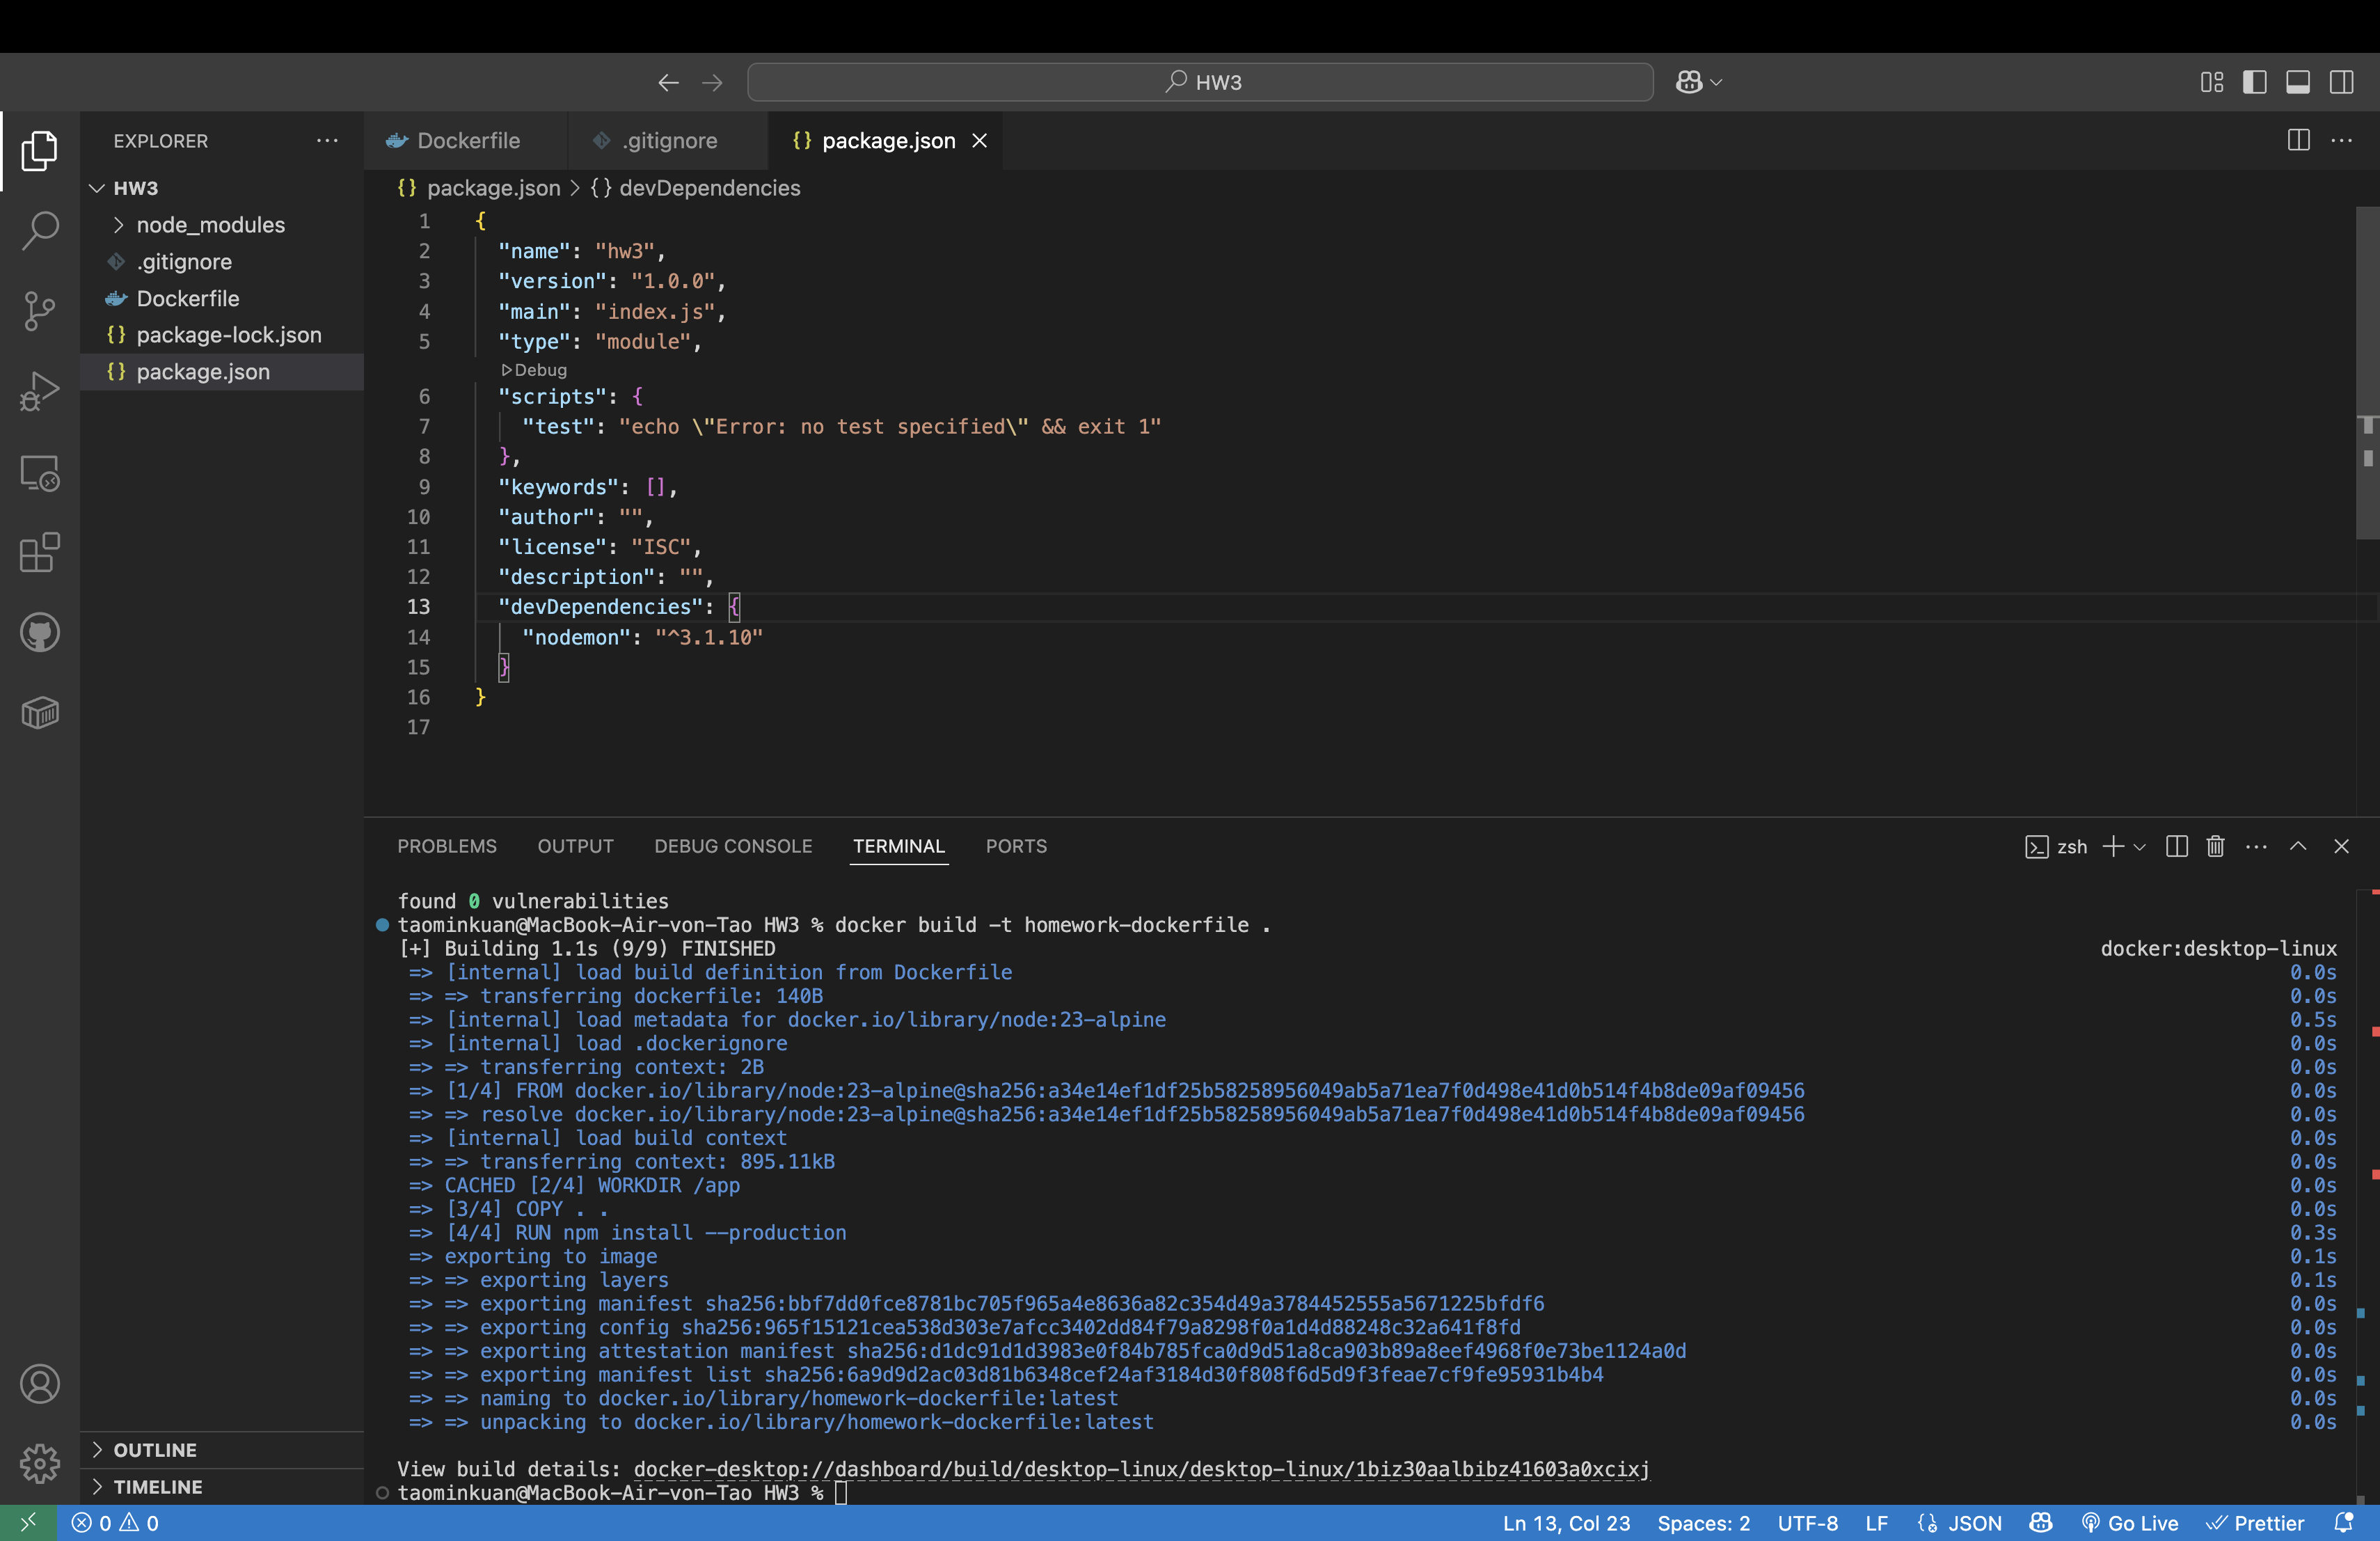 HW3
EXPLORER
HW3
node_modules
.gitignore
Dockerfile
package-lock.json
package.json
OUTLINE
TIMELINE
Dockerfile
.gitignore
{} package.json
{} package.json > {} devDependencies
1 {
2 "name": "hw3",
3 "version": "1.0.0",
4 "main": "index.js",
5 "type": "module",
Debug
6 "scripts": {
7 "test": "echo \"Error: no test specified\" && exit 1"
8 },
9 "keywords": [],
10 "author": "",
11 "license": "ISC",
12 "description": "",
13 "devDependencies": {
14 "nodemon": "^3.1.10"
15 }
16 }
17
PROBLEMS OUTPUT DEBUG CONSOLE TERMINAL PORTS
zsh
found 0 vulnerabilities
taominkuan@MacBook-Air-von-Tao HW3 % docker build -t homework-dockerfile .
[+] Building 1.1s (9/9) FINISHED docker:desktop-linux
=> [internal] load build definition from Dockerfile 0.0s
=> => transferring dockerfile: 140B 0.0s
=> [internal] load metadata for docker.io/library/node:23-alpine 0.5s
=> [internal] load .dockerignore 0.0s
=> => transferring context: 2B 0.0s
=> [1/4] FROM docker.io/library/node:23-alpine@sha256:a34e14ef1df25b58258956049ab5a71ea7f0d498e41d0b514f4b8de09af09456 0.0s
=> => resolve docker.io/library/node:23-alpine@sha256:a34e14ef1df25b58258956049ab5a71ea7f0d498e41d0b514f4b8de09af09456 0.0s
=> [internal] load build context 0.0s
=> => transferring context: 895.11kB 0.0s
=> CACHED [2/4] WORKDIR /app 0.0s
=> [3/4] COPY . . 0.0s
=> [4/4] RUN npm install --production 0.3s
=> exporting to image 0.1s
=> => exporting layers 0.1s
=> => exporting manifest sha256:bbf7dd0fce8781bc705f965a4e8636a82c354d49a3784452555a5671225bfdf6 0.0s
=> => exporting config sha256:965f15121cea538d303e7afcc3402dd84f79a8298f0a1d4d88248c32a641f8fd 0.0s
=> => exporting attestation manifest sha256:d1dc91d1d3983e0f84b785fca0d9d51a8ca903b89a8eef4968f0e73be1124a0d 0.0s
=> => exporting manifest list sha256:6a9d9d2ac03d81b6348cef24af3184d30f808f6d5d9f3feae7cf9fe95931b4b4 0.0s
=> => naming to docker.io/library/homework-dockerfile:latest 0.0s
=> => unpacking to docker.io/library/homework-dockerfile:latest 0.0s
View build details: docker-desktop://dashboard/build/desktop-linux/desktop-linux/1biz30aalbibz41603a0xcixj
taominkuan@MacBook-Air-von-Tao HW3 %
0 0 Ln 13, Col 23 Spaces: 2 UTF-8 LF JSON Go Live Prettier